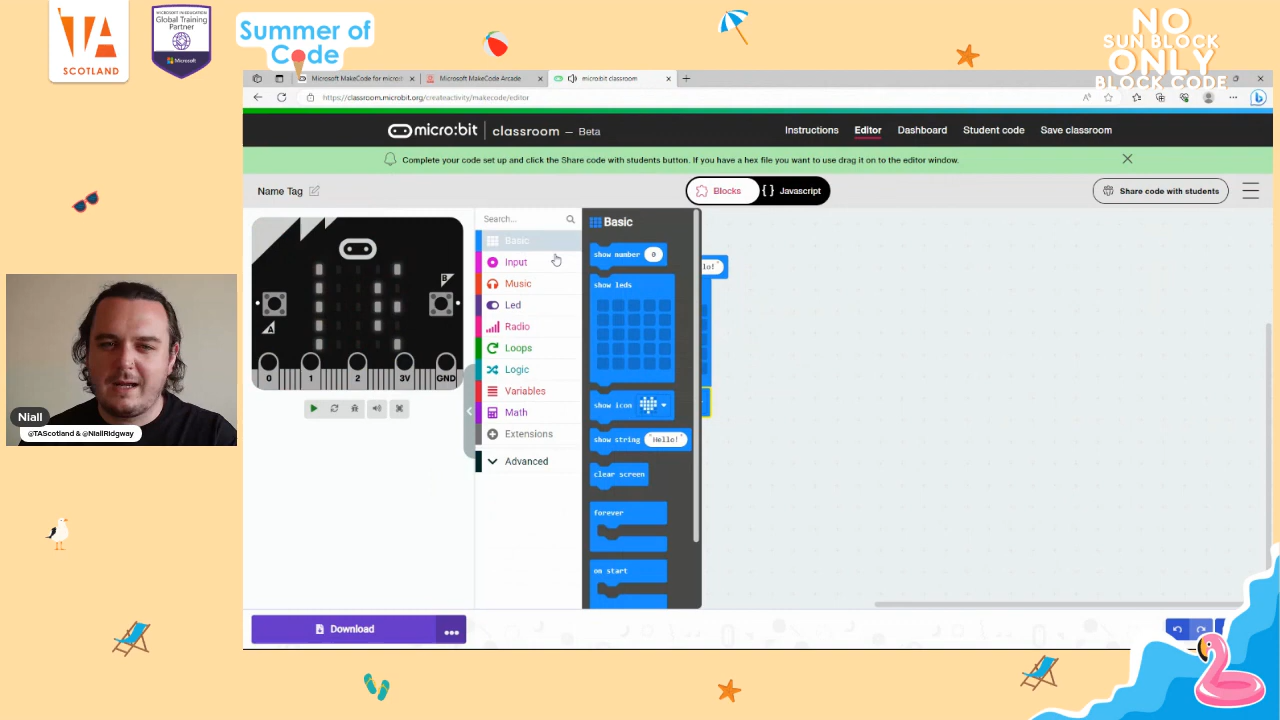 TA
SCOTLAND
MICROSOFT IN EDUCATION
Global Training
Partner
Microsoft
Summer of
Code
NO
SUN BLOCK
ONLY
BLOCK CODE
Microsoft MakeCode for micro:
Microsoft MakeCode Arcade
micro:bit classroom
https://classroom.microbit.org/createactivity/makecode/editor
micro:bit classroom – Beta
Instructions
Editor
Dashboard
Student code
Save classroom
Complete your code set up and click the Share code with students button. If you have a hex file you want to use drag it on to the editor window.
Name Tag
Blocks
{ } Javascript
Share code with students
Search...
Basic
Input
Music
Led
Radio
Loops
Logic
Variables
Math
Extensions
Advanced
Basic
show number 0
show leds
show icon
show string "Hello!"
clear screen
forever
on start
lo!"
A
B
0 1 2 3V GND
Niall
@TAScotland & @NiallRidgway
Download